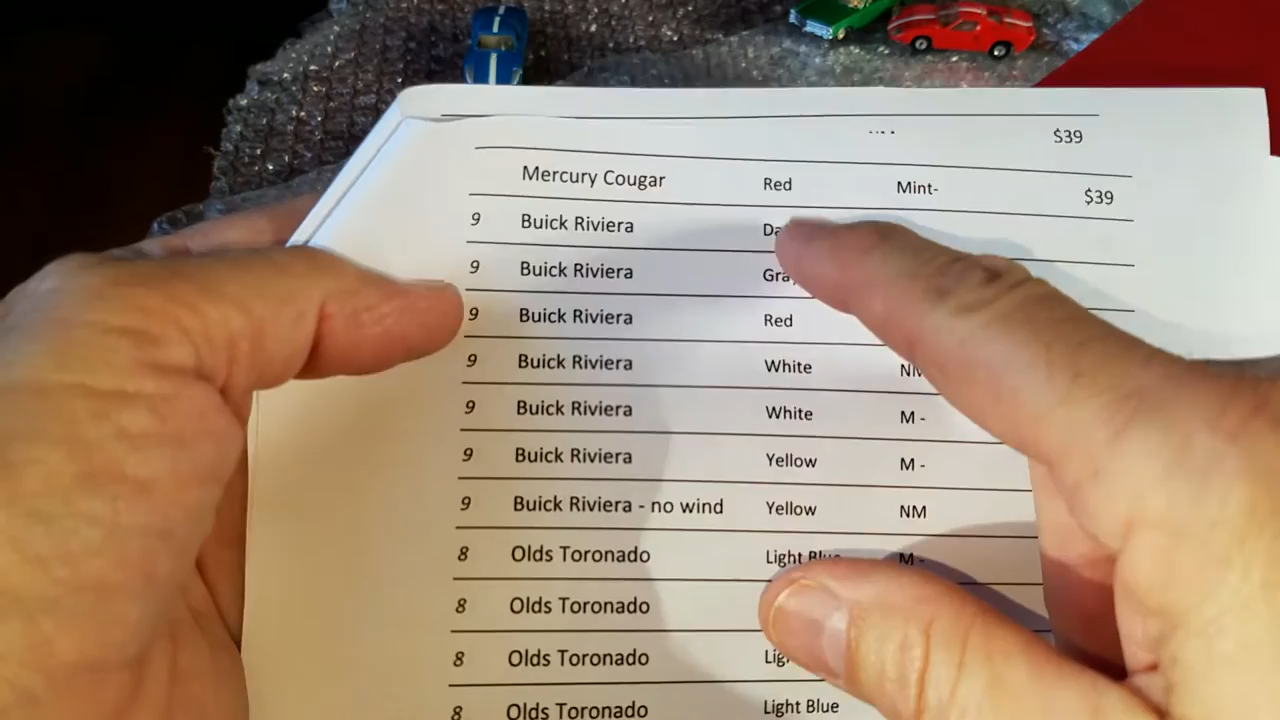 $39
Mercury Cougar Red Mint- $39
9 Buick Riviera
9 Buick Riviera
9 Buick Riviera Red
9 Buick Riviera White
9 Buick Riviera White M -
9 Buick Riviera Yellow M -
9 Buick Riviera - no wind Yellow NM
8 Olds Toronado Light Blue M -
8 Olds Toronado
8 Olds Toronado
8 Olds Toronado Light Blue